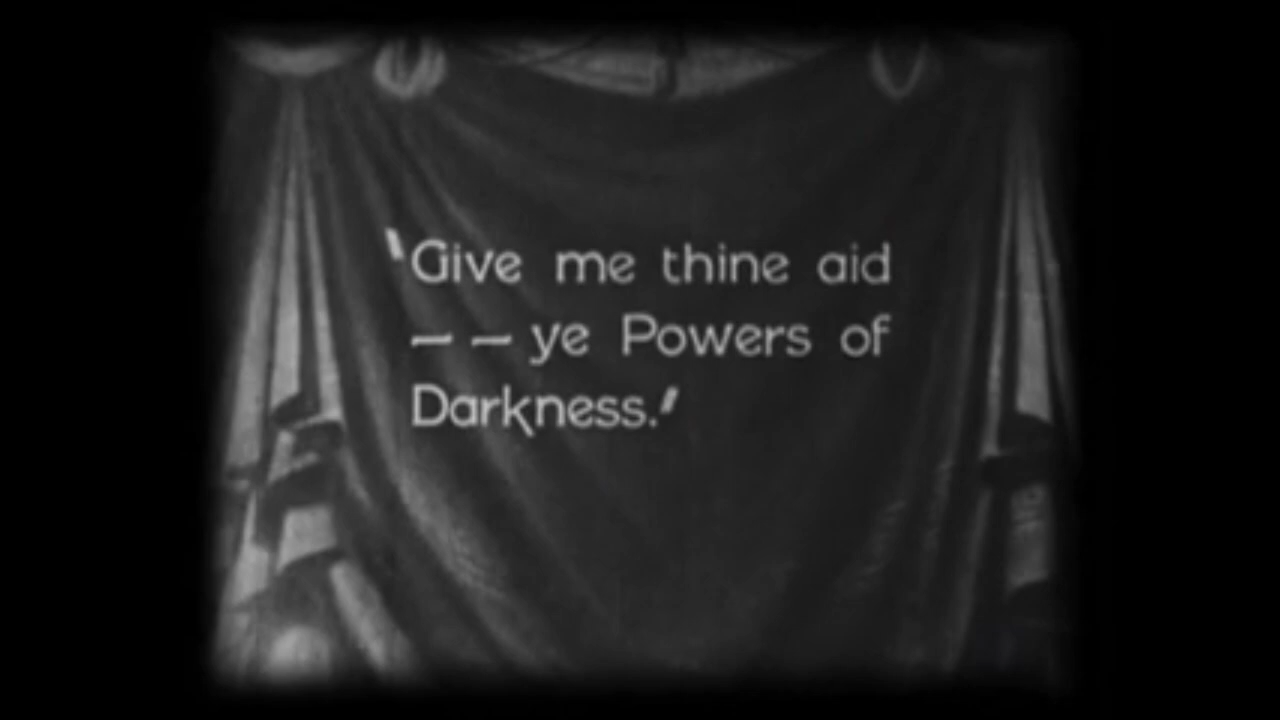 "Give me thine aid
— — ye Powers of
Darkness."